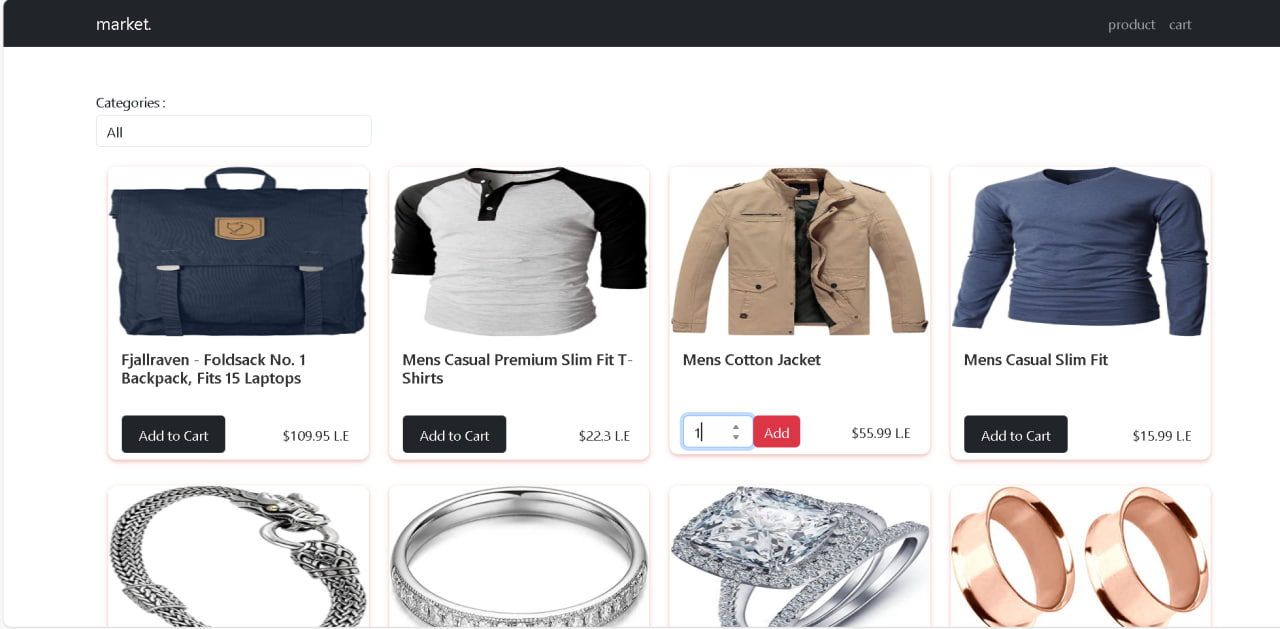 market.
product cart
Categories :
All
Fjallraven - Foldsack No. 1
Backpack, Fits 15 Laptops
Add to Cart
$109.95 L.E
Mens Casual Premium Slim Fit T-
Shirts
Add to Cart
$22.3 L.E
Mens Cotton Jacket
1
Add
$55.99 L.E
Mens Casual Slim Fit
Add to Cart
$15.99 L.E